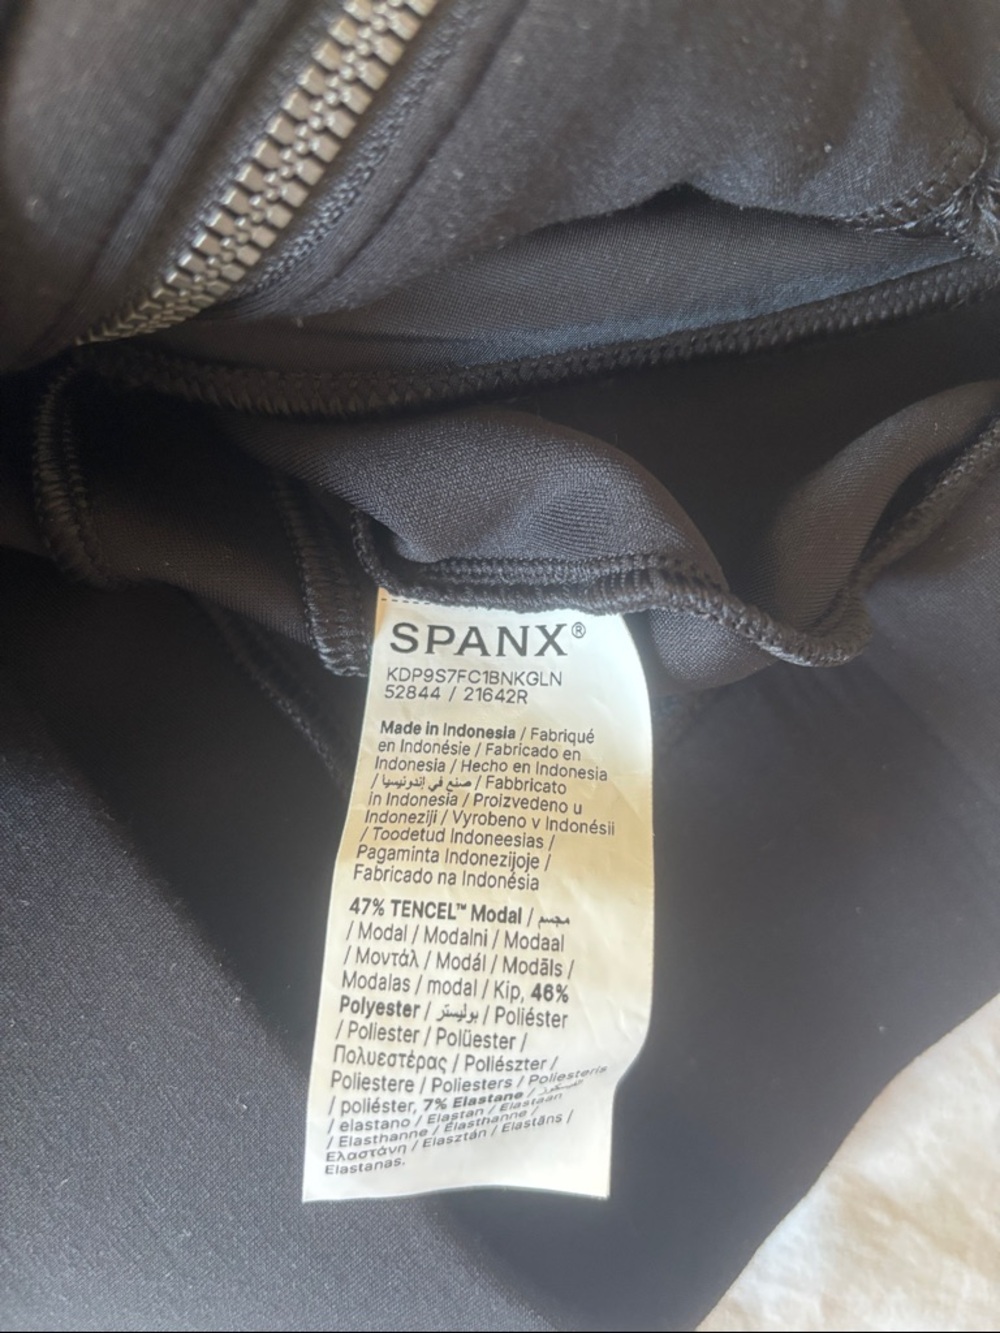 SPANX®
KDP9S7FC1BNKGLN
52844 / 21642R
Made in Indonesia / Fabriqué
en Indonésie / Fabricado en
Indonesia / Hecho en Indonesia
/ صنع في إندونيسيا / Fabbricato
in Indonesia / Proizvedeno u
Indoneziji / Vyrobeno v Indonésii
/ Toodetud Indoneesias /
Pagaminta Indonezijoje /
Fabricado na Indonésia
47% TENCEL™ Modal / مجسم
/ Modal / Modalni / Modaal
/ Μοντάλ / Modál / Modāls /
Modalas / modal / Kip, 46%
Polyester / بوليستر / Poliéster
/ Poliester / Polüester /
Πολυεστέρας / Poliészter /
Poliestere / Poliesters / Poliesteris
/ poliéster, 7% Elastane /
/ elastano / Elastan / Elastaan
/ Elasthanne / Élasthanne /
Ελαστάνη / Elasztán / Elastāns /
Elastanas.